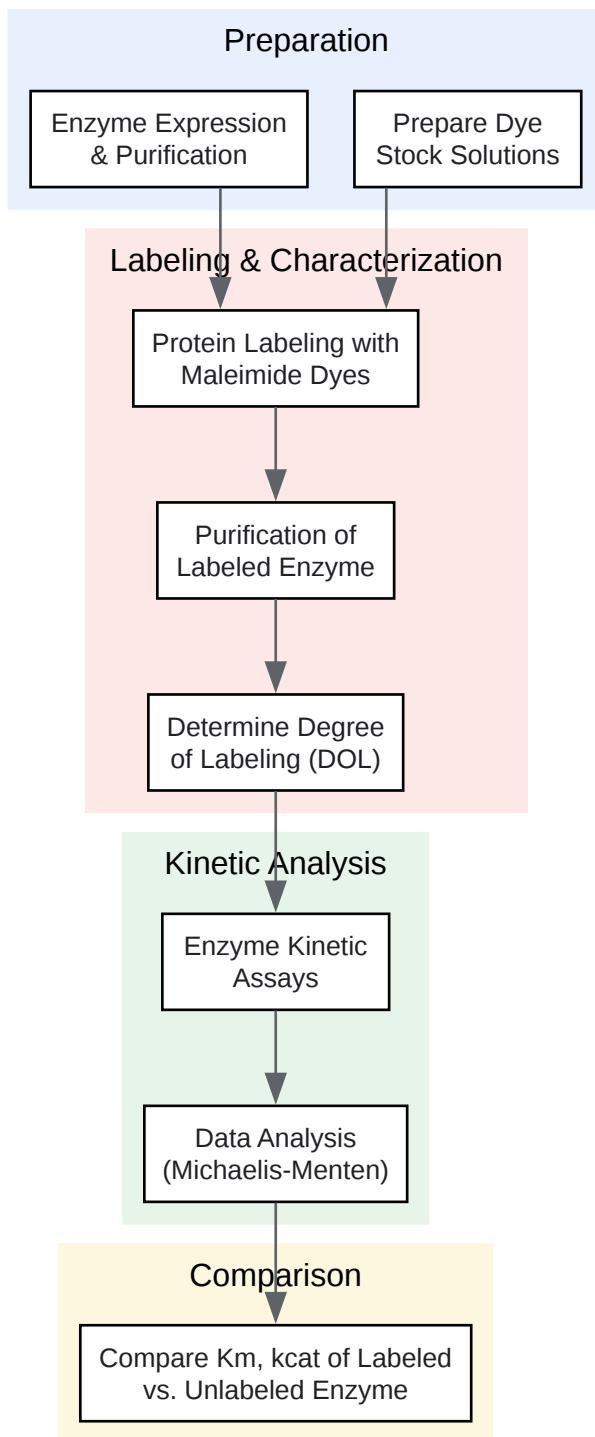 Preparation
Enzyme Expression
& Purification
Prepare Dye
Stock Solutions
Labeling & Characterization
Protein Labeling with
Maleimide Dyes
Purification of
Labeled Enzyme
Determine Degree
of Labeling (DOL)
Kinetic Analysis
Enzyme Kinetic
Assays
Data Analysis
(Michaelis-Menten)
Comparison
Compare Km, kcat of Labeled
vs. Unlabeled Enzyme